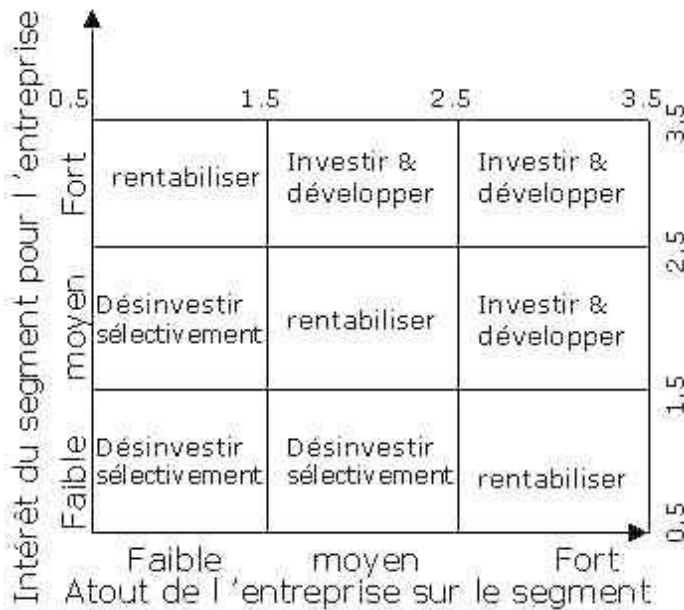 Intérêt du segment pour l 'entreprise
0.5 1.5 2.5 3.5
3.5
Fort
rentabiliser
Investir &
développer
Investir &
développer
2.5
moyen
Désinvestir
sélectivement
rentabiliser
Investir &
développer
1.5
Faible
Désinvestir
sélectivement
Désinvestir
sélectivement
rentabiliser
0.5
Faible moyen Fort
Atout de l 'entreprise sur le segment